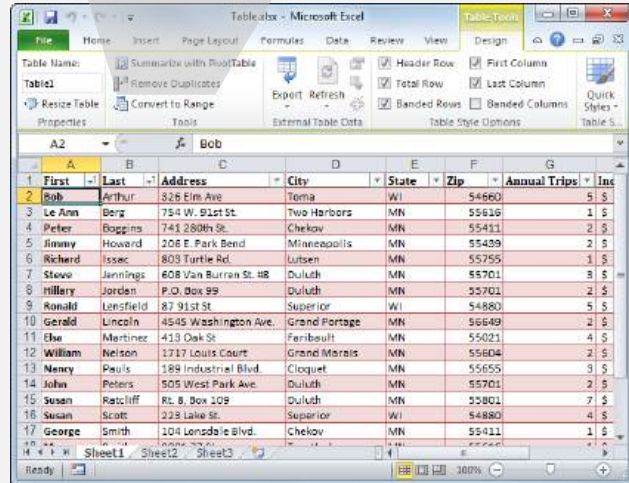 Table.xlsx - Microsoft Excel
Table Tools
File Home Insert Page Layout Formulas Data Review View Design
Table Name:
Table1
Resize Table
Properties
Summarize with PivotTable
Remove Duplicates
Convert to Range
Tools
Export Refresh
External Table Data
Header Row First Column
Total Row Last Column
Banded Rows Banded Columns
Table Style Options
Quick
Styles
Table S...
A2 fx Bob
A B C D E F G
1 First Last Address City State Zip Annual Trips Inc
2 Bob Arthur 326 Elm Ave Toma WI 54660 5 $
3 Le Ann Berg 754 W. 91st St. Two Harbors MN 55616 1 $
4 Peter Boggins 741 280th St. Chekov MN 55411 2 $
5 Jimmy Howard 206 E. Park Bend Minneapolis MN 55439 2 $
6 Richard Issac 803 Turtle Rd. Lutsen MN 55755 1 $
7 Steve Jennings 608 Van Burren St. #B Duluth MN 55701 3 $
8 Hillary Jordan P.O. Box 99 Duluth MN 55701 2 $
9 Ronald Lensfield 87 91st St. Superior WI 54880 5 $
10 Gerald Lincoln 4545 Washington Ave. Grand Portage MN 56649 2 $
11 Elsa Martinez 413 Oak St Faribault MN 55021 4 $
12 William Nelson 1717 Louis Court Grand Marais MN 55604 2 $
13 Nancy Pauls 189 Industrial Blvd. Cloquet MN 55655 3 $
14 John Peters 505 West Park Ave. Duluth MN 55701 2 $
15 Susan Ratcliff Rt. 8, Box 109 Duluth MN 55801 7 $
16 Susan Scott 223 Lake St. Superior WI 54880 4 $
17 George Smith 104 Lonsdale Blvd. Chekov MN 55411 1 $
Sheet1 Sheet2 Sheet3
Ready 100%